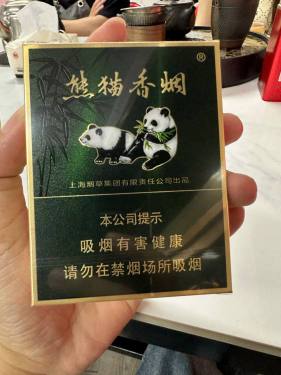 熊猫香烟®
上海烟草集团有限责任公司出品
本公司提示
吸烟有害健康
请勿在禁烟场所吸烟